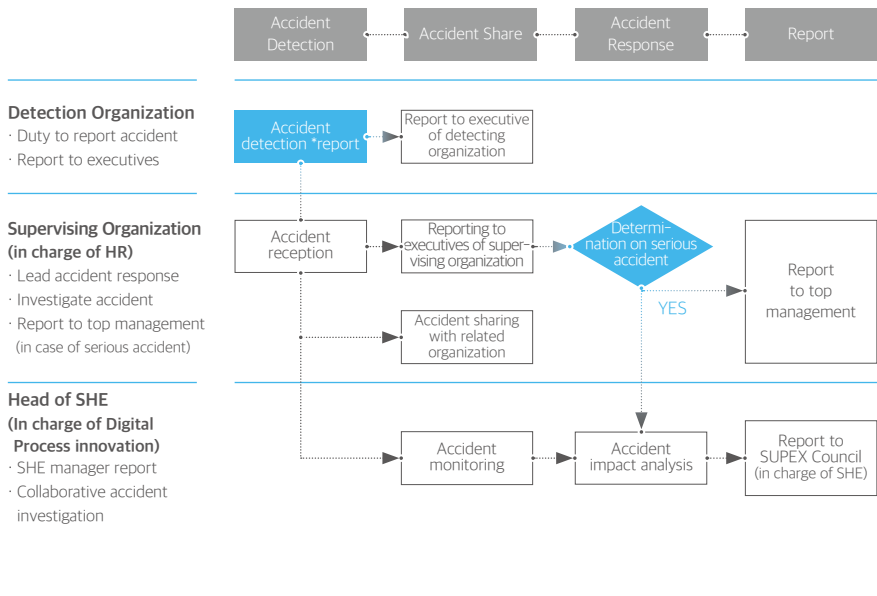 Accident
Detection
Accident Share
Accident
Response
Report
Detection Organization
· Duty to report accident
· Report to executives
Accident
detection *report
Report to executive
of detecting
organization
Supervising Organization
(in charge of HR)
· Lead accident response
· Investigate accident
· Report to top management
(in case of serious accident)
Accident
reception
Reporting to
executives of super-
vising organization
Determi-
nation on serious
accident
YES
Report
to top
management
Accident sharing
with related
organization
Head of SHE
(In charge of Digital
Process innovation)
· SHE manager report
· Collaborative accident
investigation
Accident
monitoring
Accident
impact analysis
Report to
SUPEX Council
(in charge of SHE)